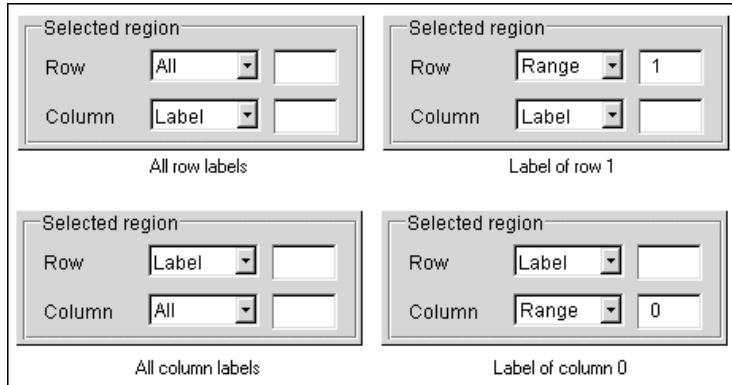 Selected region
Row All
Column Label
All row labels
Selected region
Row Range 1
Column Label
Label of row 1
Selected region
Row Label
Column All
All column labels
Selected region
Row Label
Column Range 0
Label of column 0